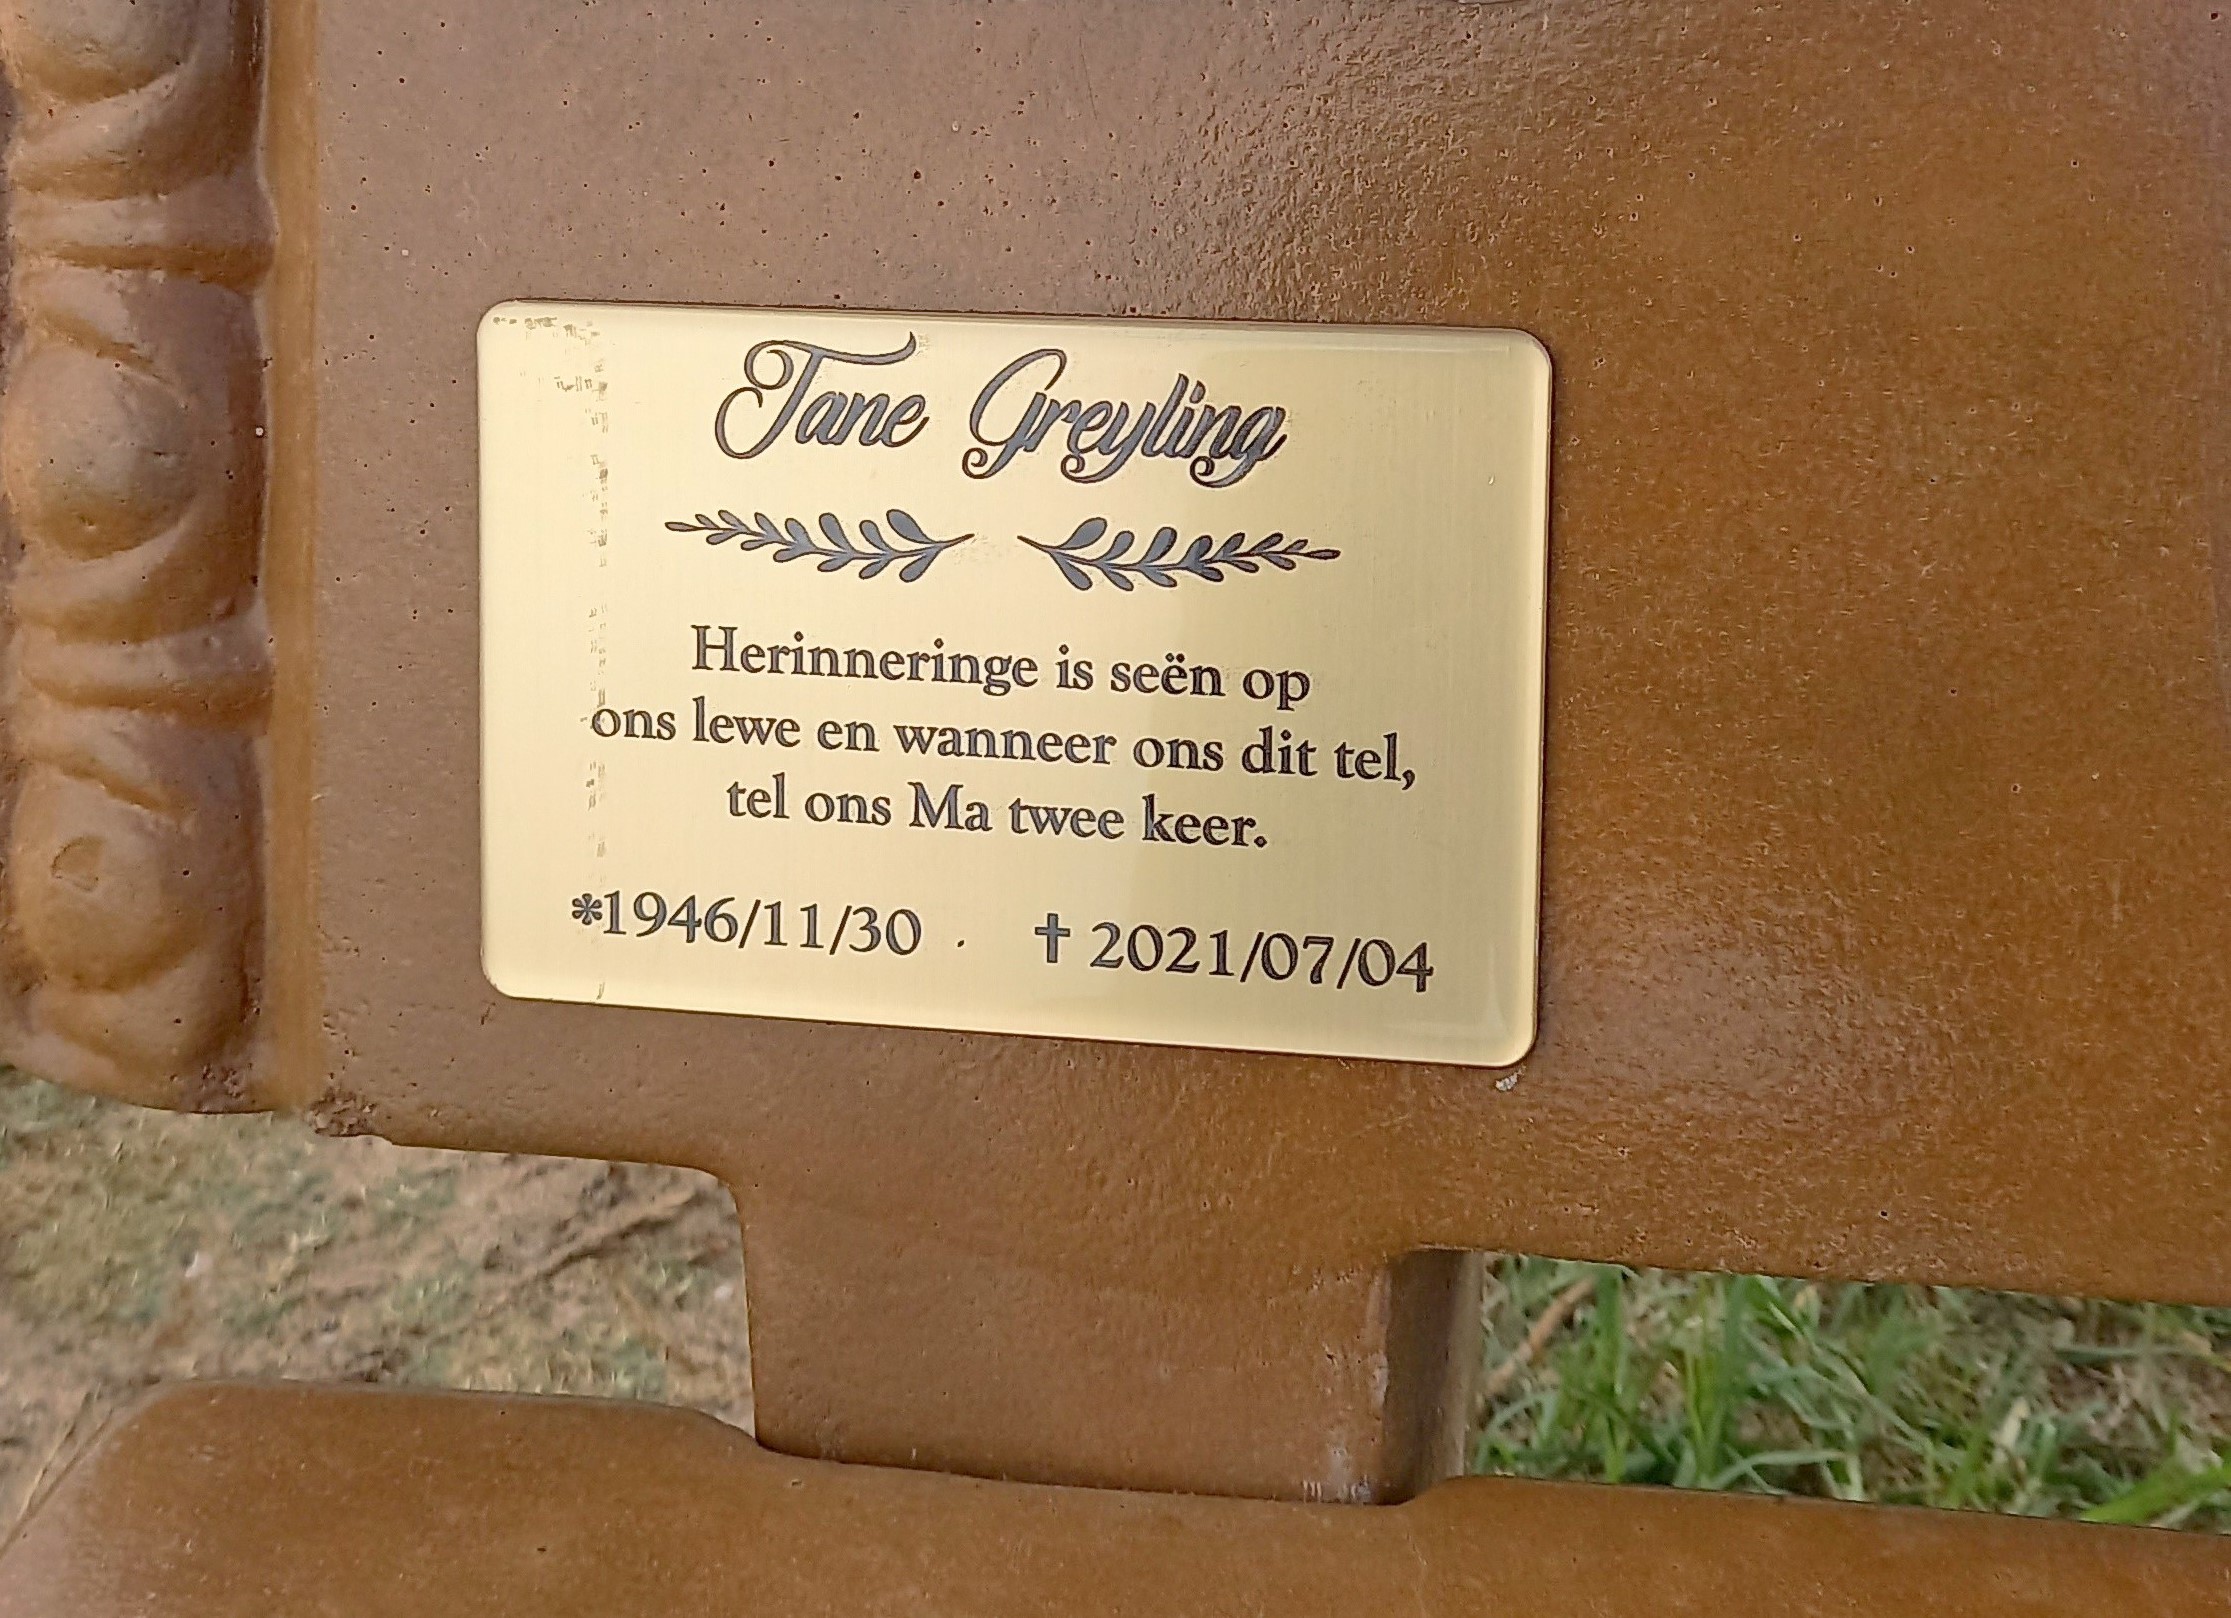 Jane Greyling
Herinneringe is seën op
ons lewe en wanneer ons dit tel,
tel ons Ma twee keer.
*1946/11/30 . † 2021/07/04